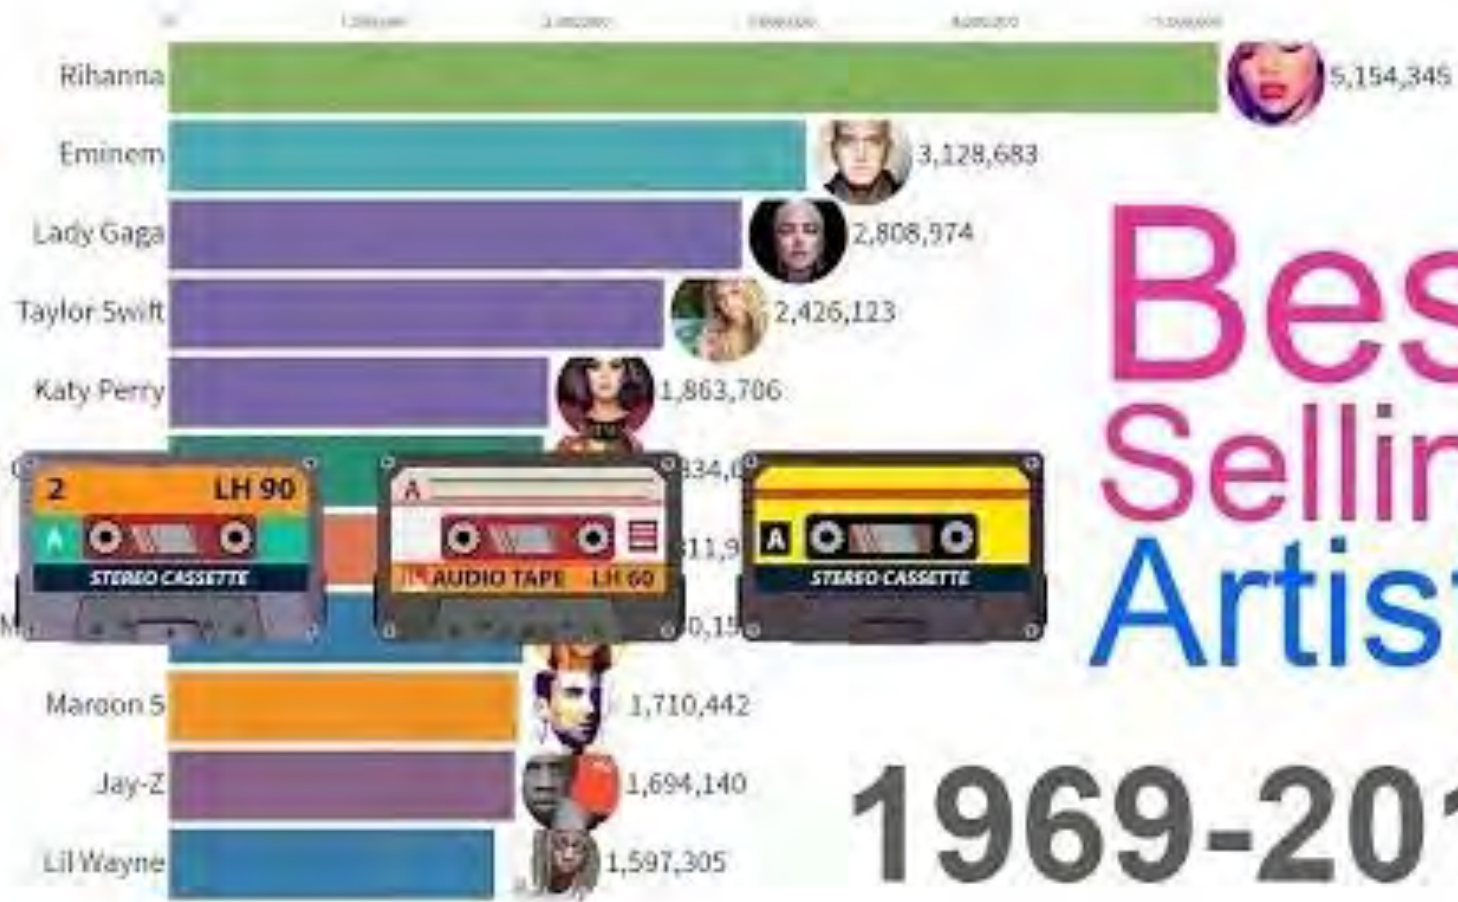 Rihanna 5,154,345
Eminem 3,128,683
Lady Gaga 2,808,974
Taylor Swift 2,426,123
Katy Perry 1,863,706
2 LH 90
A
STEREO CASSETTE
A
AUDIO TAPE LH 60
A
STEREO CASSETTE
Maroon 5 1,710,442
Jay-Z 1,694,140
Lil Wayne 1,597,305
Bes
Sellin
Artis
1969-201